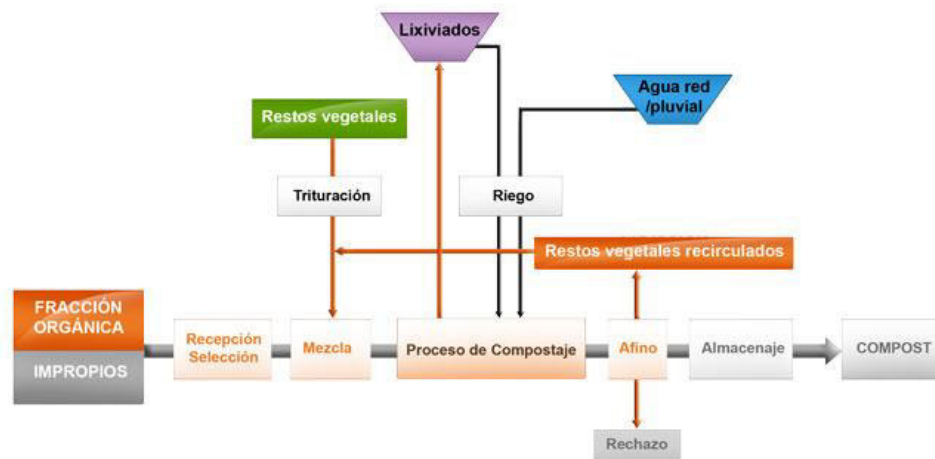 Lixiviados
Agua red
/pluvial
Restos vegetales
Trituración
Riego
Restos vegetales recirculados
FRACCIÓN
ORGÁNICA
IMPROPIOS
Recepción
Selección
Mezcla
Proceso de Compostaje
Afino
Almacenaje
COMPOST
Rechazo